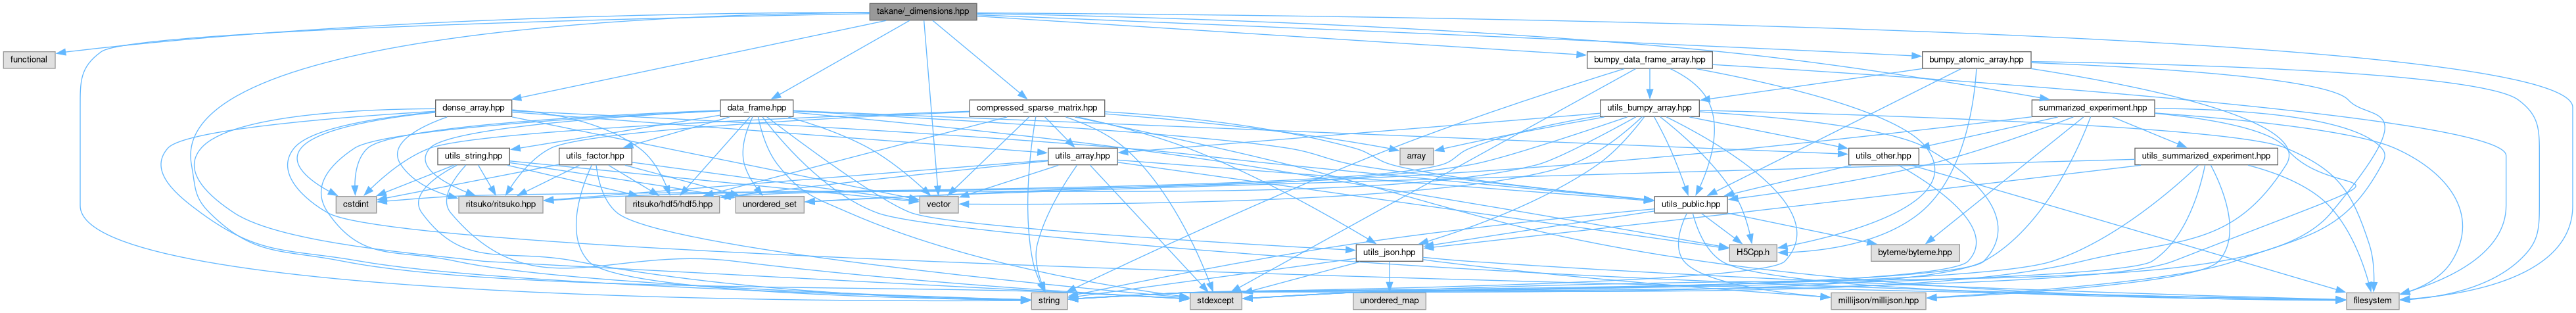 takane/_dimensions.hpp
functional
bumpy_data_frame_array.hpp
bumpy_atomic_array.hpp
dense_array.hpp
data_frame.hpp
compressed_sparse_matrix.hpp
utils_bumpy_array.hpp
summarized_experiment.hpp
utils_string.hpp
utils_factor.hpp
utils_array.hpp
array
utils_other.hpp
utils_summarized_experiment.hpp
cstdint
ritsuko/ritsuko.hpp
ritsuko/hdf5/hdf5.hpp
unordered_set
vector
utils_public.hpp
utils_json.hpp
H5Cpp.h
byteme/byteme.hpp
string
stdexcept
unordered_map
millijson/millijson.hpp
filesystem